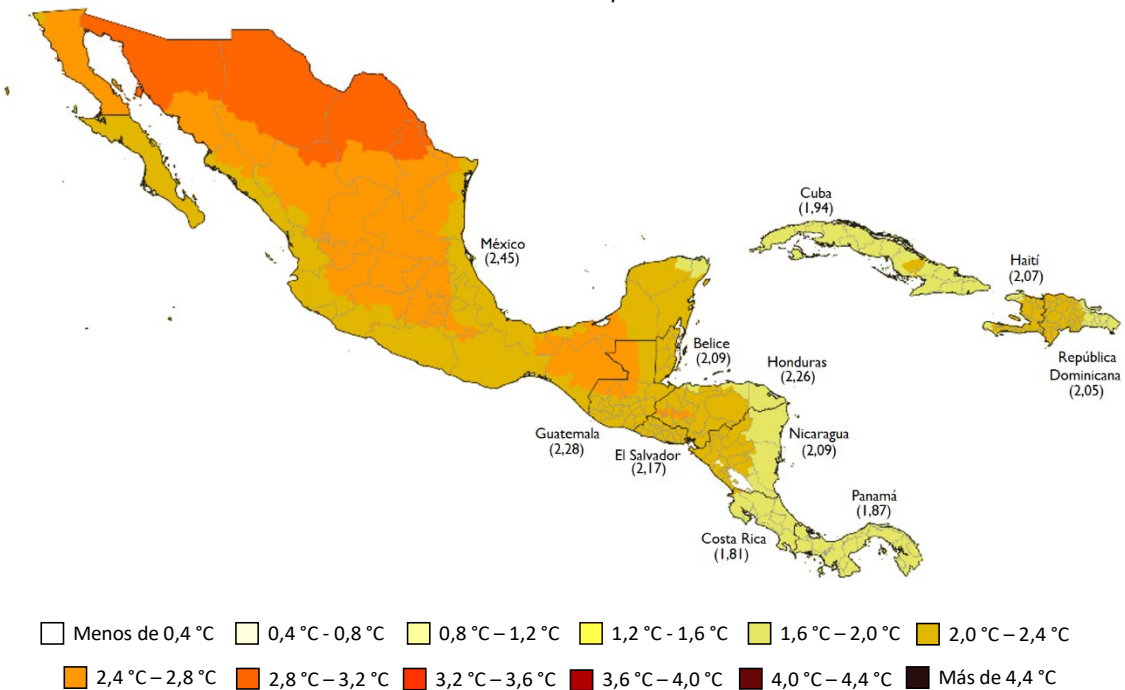 Cuba
(1,94)
México
(2,45)
Haití
(2,07)
Belice
(2,09)
Honduras
(2,26)
República
Dominicana
(2,05)
Guatemala
(2,28)
El Salvador
(2,17)
Nicaragua
(2,09)
Panamá
(1,87)
Costa Rica
(1,81)
Menos de 0,4 °C 0,4 °C - 0,8 °C 0,8 °C – 1,2 °C 1,2 °C - 1,6 °C 1,6 °C – 2,0 °C 2,0 °C – 2,4 °C
2,4 °C – 2,8 °C 2,8 °C – 3,2 °C 3,2 °C – 3,6 °C 3,6 °C – 4,0 °C 4,0 °C – 4,4 °C Más de 4,4 °C